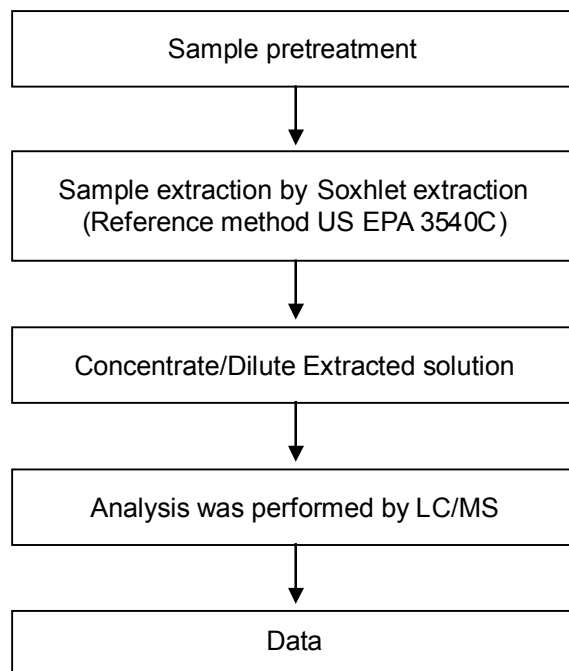 Sample pretreatment
Sample extraction by Soxhlet extraction
(Reference method US EPA 3540C)
Concentrate/Dilute Extracted solution
Analysis was performed by LC/MS
Data